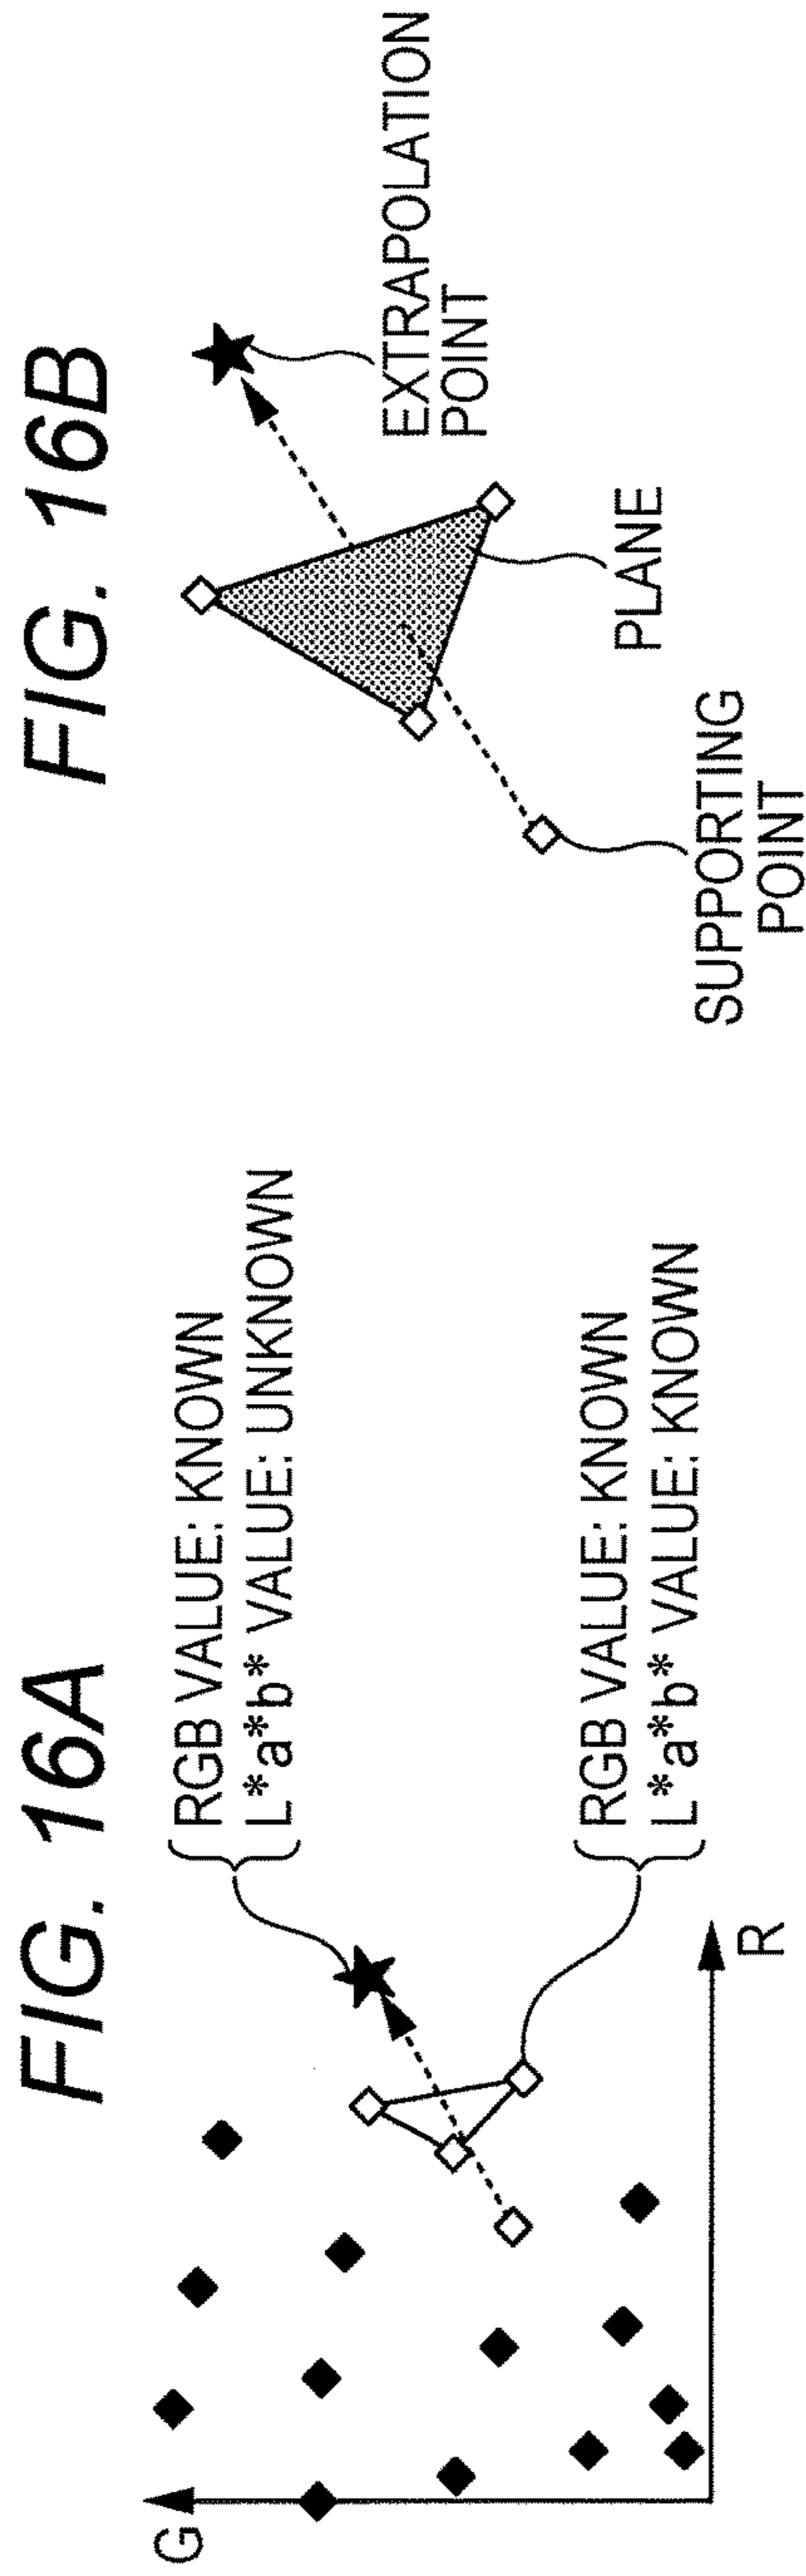 FIG. 16A
RGB VALUE: KNOWN
L*a*b* VALUE: UNKNOWN
RGB VALUE: KNOWN
L*a*b* VALUE: KNOWN
G
R
FIG. 16B
EXTRAPOLATION
POINT
PLANE
SUPPORTING
POINT